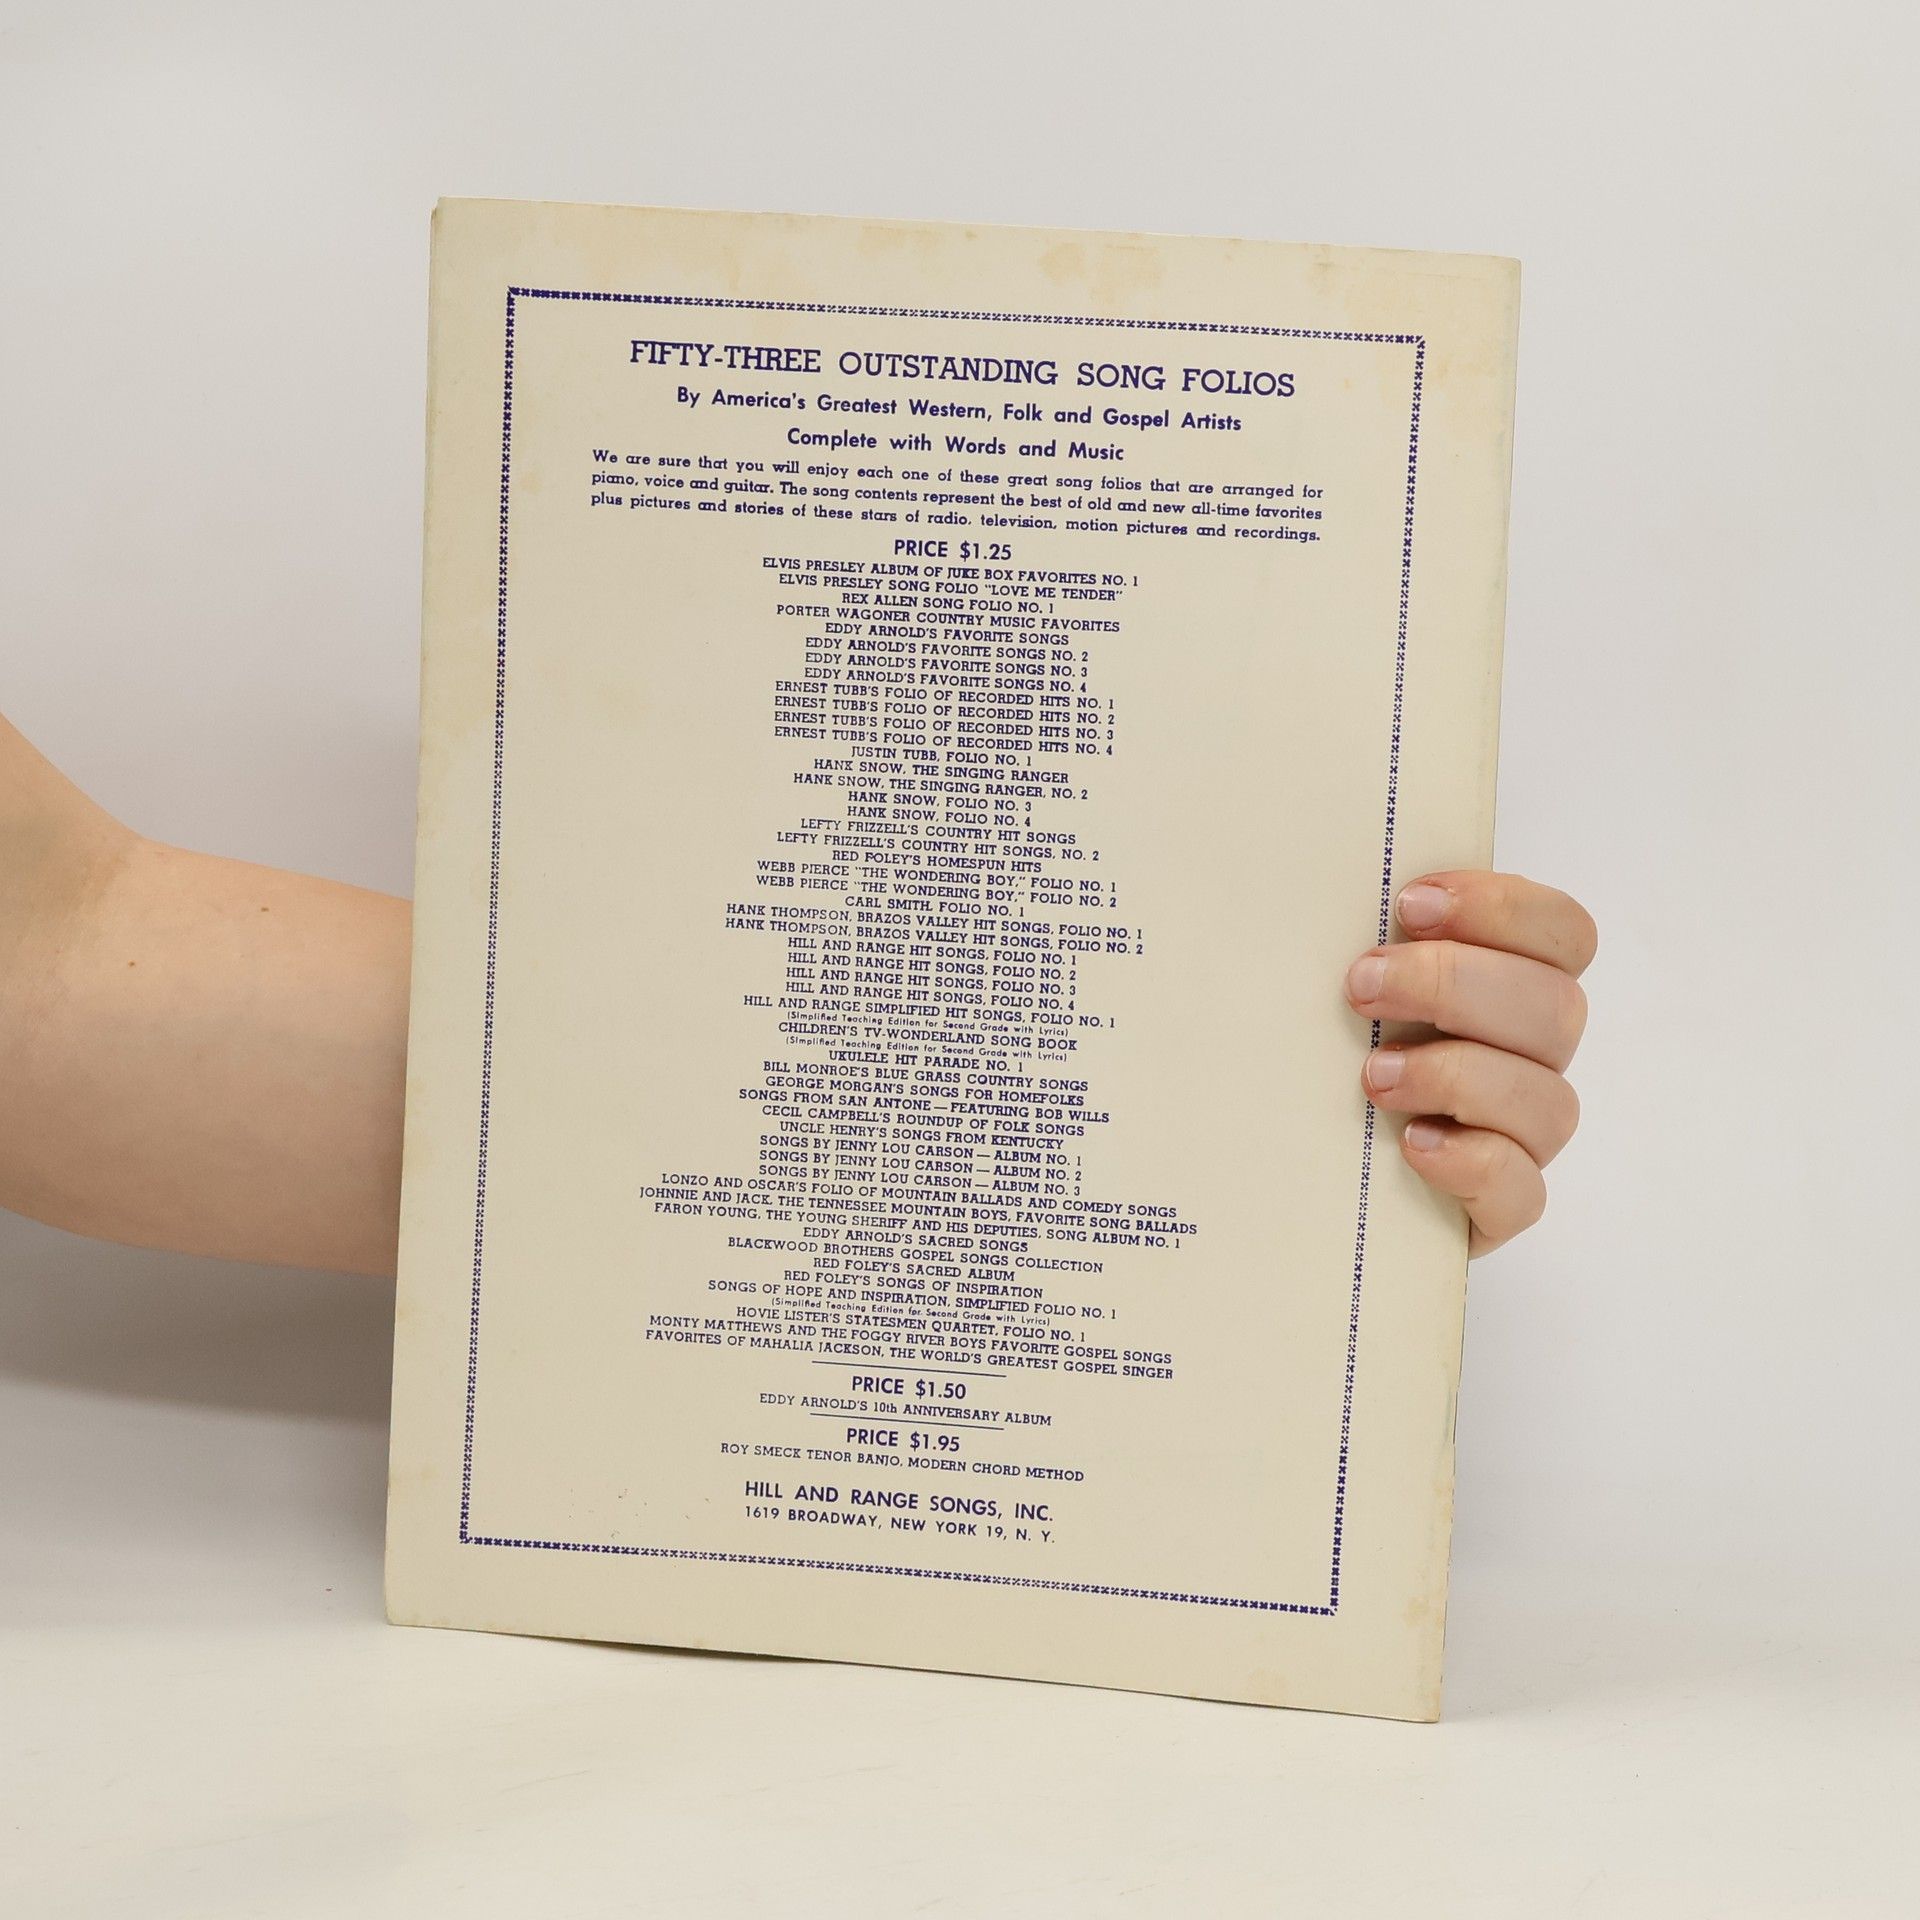 FIFTY-THREE OUTSTANDING SONG FOLIOS
By America's Greatest Western, Folk and Gospel Artists
Complete with Words and Music
We are sure that you will enjoy each one of these great song folios that are arranged for
piano, voice and guitar. The song contents represent the best of old and new all-time favorites
plus pictures and stories of these stars of radio, television, motion pictures and recordings.
PRICE $1.25
ELVIS PRESLEY ALBUM OF JUKE BOX FAVORITES NO. 1
ELVIS PRESLEY SONG FOLIO "LOVE ME TENDER"
REX ALLEN SONG FOLIO NO. 1
PORTER WAGONER COUNTRY MUSIC FAVORITES
EDDY ARNOLD'S FAVORITE SONGS
EDDY ARNOLD'S FAVORITE SONGS NO. 2
EDDY ARNOLD'S FAVORITE SONGS NO. 3
EDDY ARNOLD'S FAVORITE SONGS NO. 4
ERNEST TUBB'S FOLIO OF RECORDED HITS NO. 1
ERNEST TUBB'S FOLIO OF RECORDED HITS NO. 2
ERNEST TUBB'S FOLIO OF RECORDED HITS NO. 3
ERNEST TUBB'S FOLIO OF RECORDED HITS NO. 4
JUSTIN TUBB, FOLIO NO. 1
HANK SNOW, THE SINGING RANGER
HANK SNOW, THE SINGING RANGER, NO. 2
HANK SNOW, FOLIO NO. 3
HANK SNOW, FOLIO NO. 4
LEFTY FRIZZELL'S COUNTRY HIT SONGS
LEFTY FRIZZELL'S COUNTRY HIT SONGS, NO. 2
RED FOLEY'S HOMESPUN HITS
WEBB PIERCE "THE WONDERING BOY," FOLIO NO. 1
WEBB PIERCE "THE WONDERING BOY," FOLIO NO. 2
CARL SMITH, FOLIO NO. 1
HANK THOMPSON, BRAZOS VALLEY HIT SONGS, FOLIO NO. 1
HANK THOMPSON, BRAZOS VALLEY HIT SONGS, FOLIO NO. 2
HILL AND RANGE HIT SONGS, FOLIO NO. 1
HILL AND RANGE HIT SONGS, FOLIO NO. 2
HILL AND RANGE HIT SONGS, FOLIO NO. 3
HILL AND RANGE HIT SONGS, FOLIO NO. 4
HILL AND RANGE SIMPLIFIED HIT SONGS, FOLIO NO. 1
(Simplified Teaching Edition for Second Grade with Lyrics)
CHILDREN'S TV-WONDERLAND SONG BOOK
(Simplified Teaching Edition for Second Grade with Lyrics)
UKULELE HIT PARADE NO. 1
BILL MONROE'S BLUE GRASS COUNTRY SONGS
GEORGE MORGAN'S SONGS FOR HOMEFOLKS
SONGS FROM SAN ANTONE — FEATURING BOB WILLS
CECIL CAMPBELL'S ROUNDUP OF FOLK SONGS
UNCLE HENRY'S SONGS FROM KENTUCKY
SONGS BY JENNY LOU CARSON — ALBUM NO. 1
SONGS BY JENNY LOU CARSON — ALBUM NO. 2
SONGS BY JENNY LOU CARSON — ALBUM NO. 3
LONZO AND OSCAR'S FOLIO OF MOUNTAIN BALLADS AND COMEDY SONGS
JOHNNIE AND JACK, THE TENNESSEE MOUNTAIN BOYS, FAVORITE SONG BALLADS
FARON YOUNG, THE YOUNG SHERIFF AND HIS DEPUTIES, SONG ALBUM NO. 1
EDDY ARNOLD'S SACRED SONGS
BLACKWOOD BROTHERS GOSPEL SONGS COLLECTION
RED FOLEY'S SACRED ALBUM
RED FOLEY'S SONGS OF INSPIRATION
SONGS OF HOPE AND INSPIRATION, SIMPLIFIED FOLIO NO. 1
(Simplified Teaching Edition for Second Grade with Lyrics)
HOVIE LISTER'S STATESMEN QUARTET, FOLIO NO. 1
MONTY MATTHEWS AND THE FOGGY RIVER BOYS FAVORITE GOSPEL SONGS
FAVORITES OF MAHALIA JACKSON, THE WORLD'S GREATEST GOSPEL SINGER
PRICE $1.50
EDDY ARNOLD'S 10th ANNIVERSARY ALBUM
PRICE $1.95
ROY SMECK TENOR BANJO, MODERN CHORD METHOD
HILL AND RANGE SONGS, INC.
1619 BROADWAY, NEW YORK 19, N. Y.